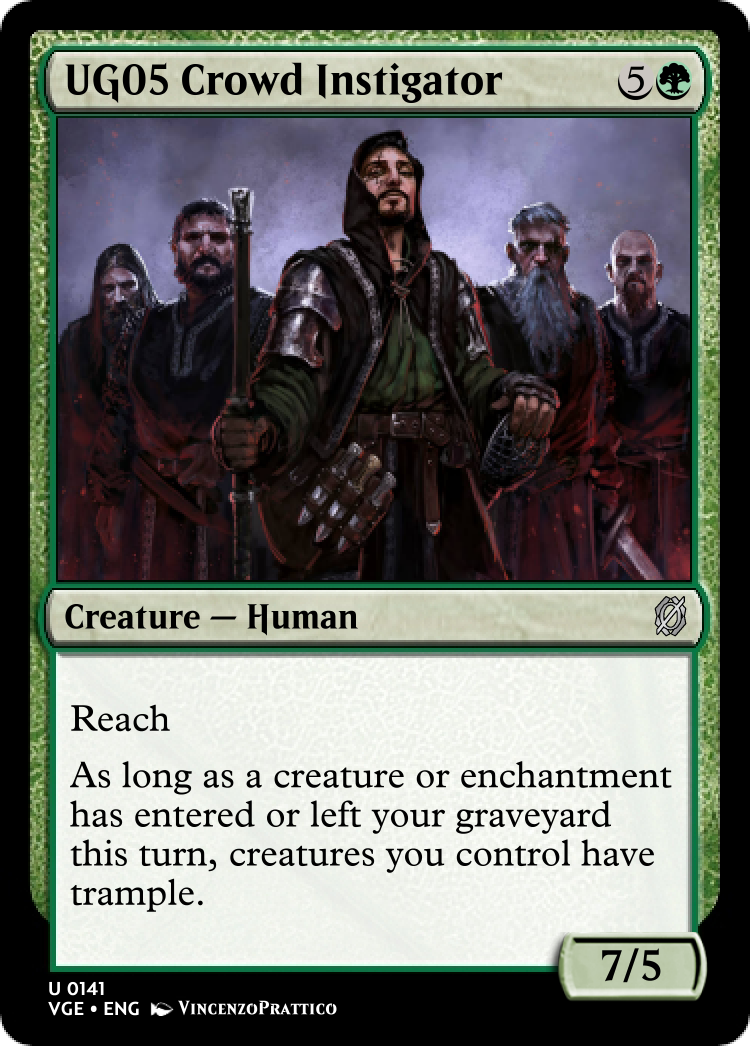 UG05 Crowd Instigator 5
Creature — Human
Reach
As long as a creature or enchantment
has entered or left your graveyard
this turn, creatures you control have
trample.
7/5
U 0141
VGE • ENG VincenzoPrattico